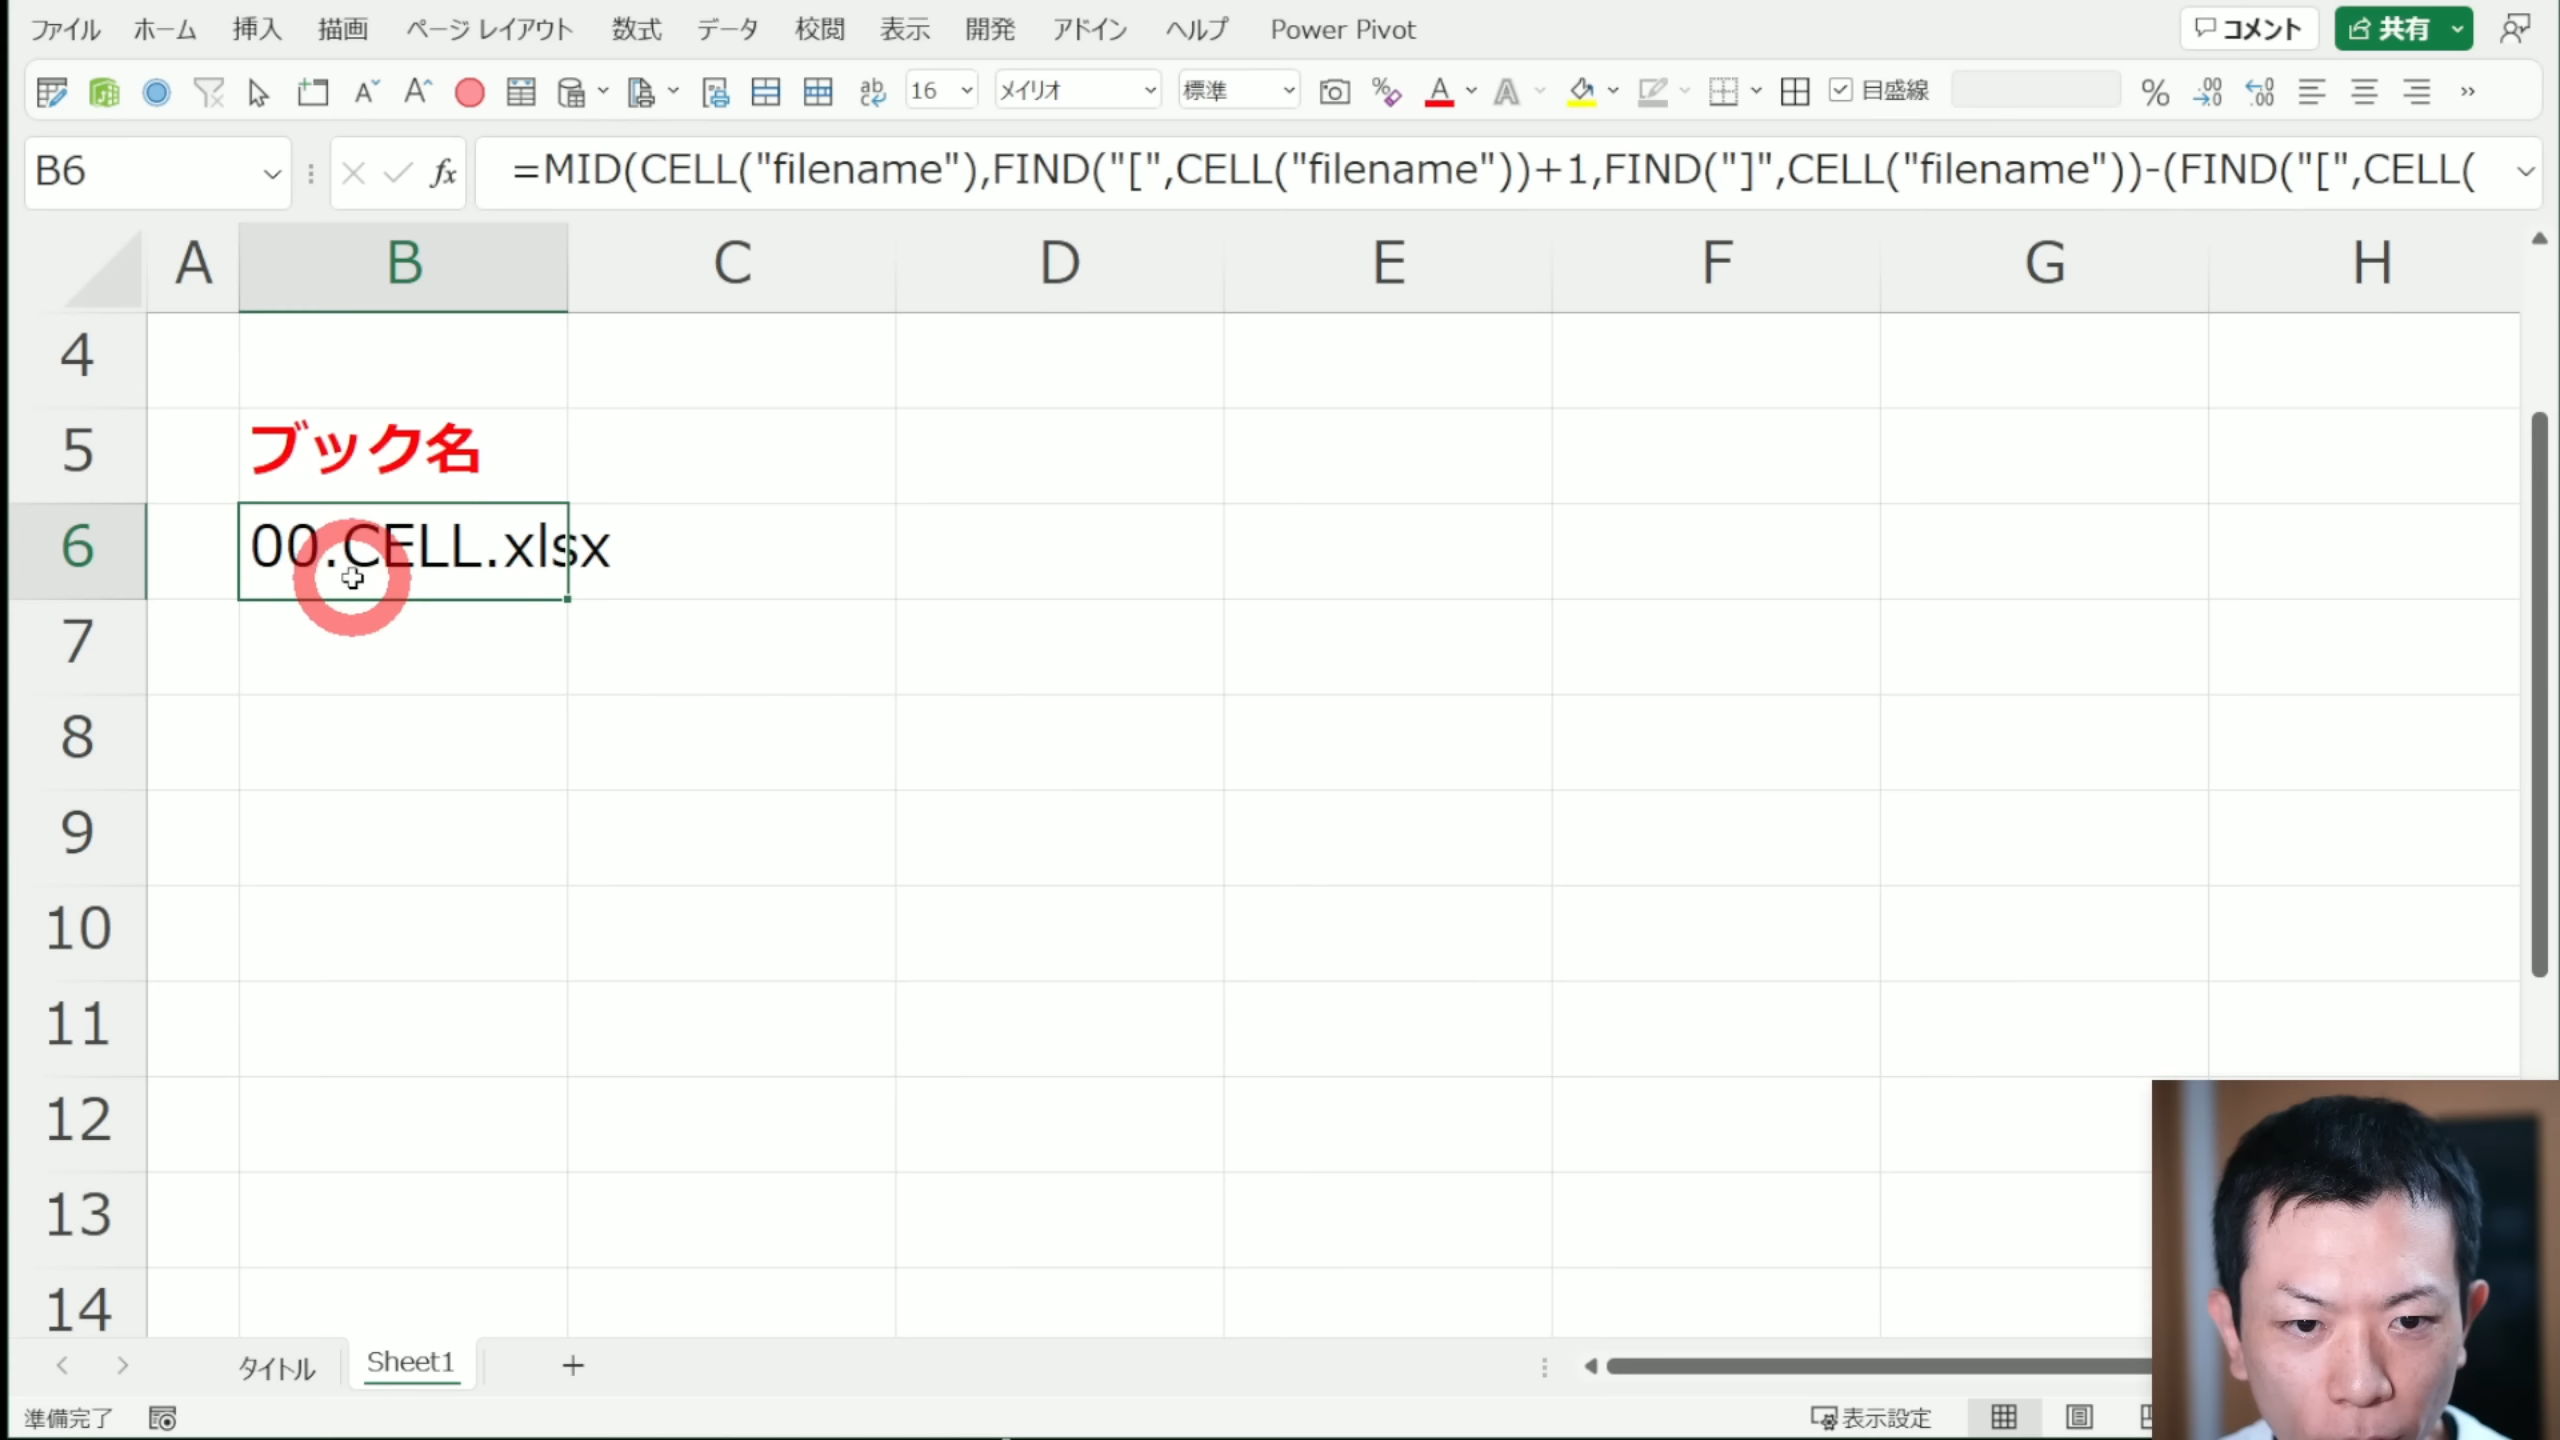 ファイル ホーム 挿入 描画 ページ レイアウト 数式 データ 校閲 表示 開発 アドイン ヘルプ Power Pivot コメント 共有
16 メイリオ 標準 目盛線
B6 =MID(CELL("filename"),FIND("[",CELL("filename"))+1,FIND("]",CELL("filename"))-(FIND("[",CELL(
A B C D E F G H
4
5 ブック名
6 00.CELL.xlsx
7
8
9
10
11
12
13
14
タイトル Sheet1
準備完了 表示設定